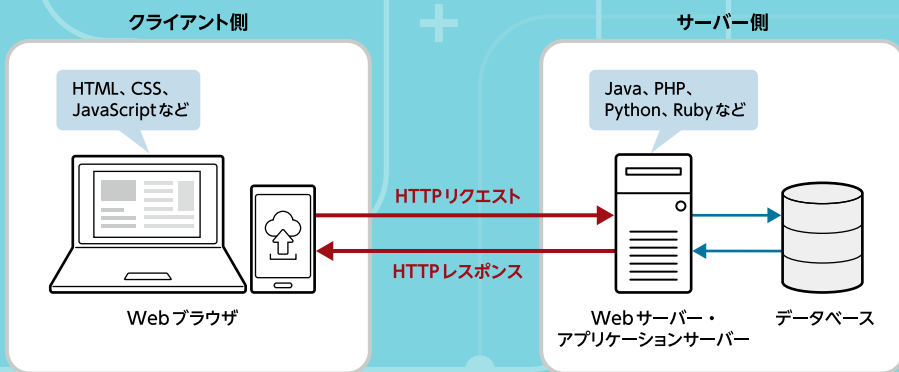 クライアント側
サーバー側
HTML、CSS、
JavaScriptなど
Java、PHP、
Python、Rubyなど
HTTPリクエスト
HTTPレスポンス
Webブラウザ
Webサーバー・
アプリケーションサーバー
データベース